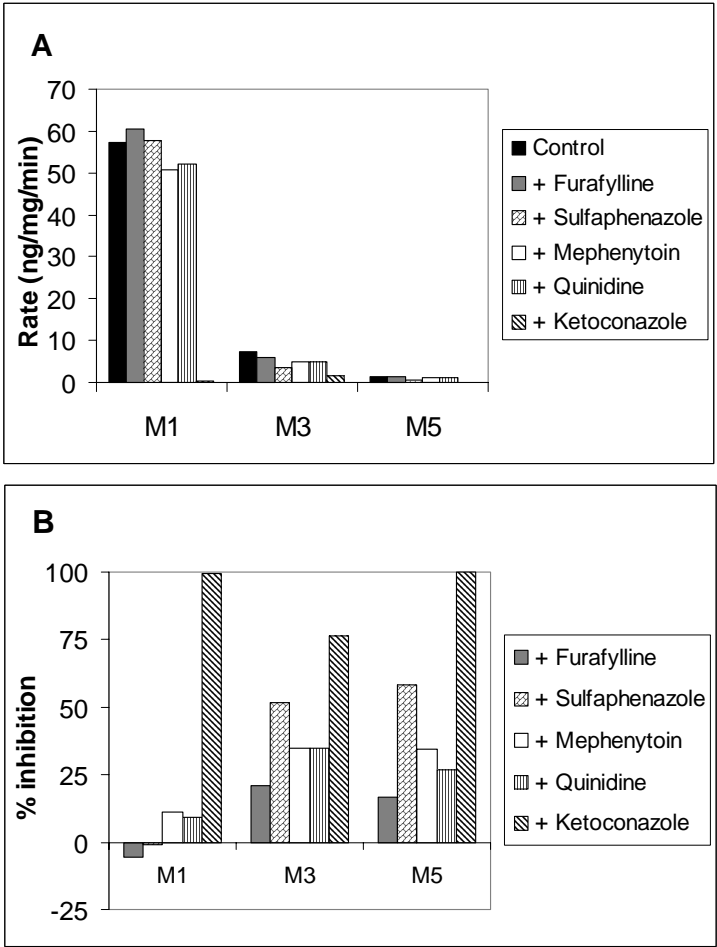 A
Rate (ng/mg/min)
70
60
50
40
30
20
10
0
M1 M3 M5
Control
+ Furafylline
+ Sulfaphenazole
+ Mephenytoin
+ Quinidine
+ Ketoconazole
B
% inhibition
100
75
50
25
0
-25
M1 M3 M5
+ Furafylline
+ Sulfaphenazole
+ Mephenytoin
+ Quinidine
+ Ketoconazole